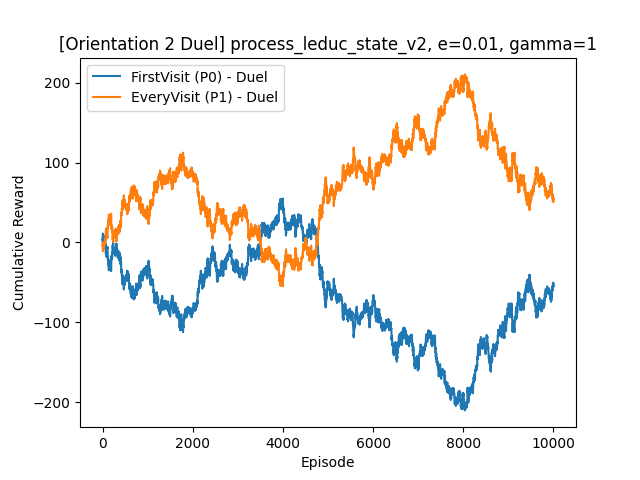 [Orientation 2 Duel] process_leduc_state_v2, e=0.01, gamma=1
FirstVisit (P0) - Duel
EveryVisit (P1) - Duel
200
100
0
−100
−200
Cumulative Reward
0
2000
4000
6000
8000
10000
Episode